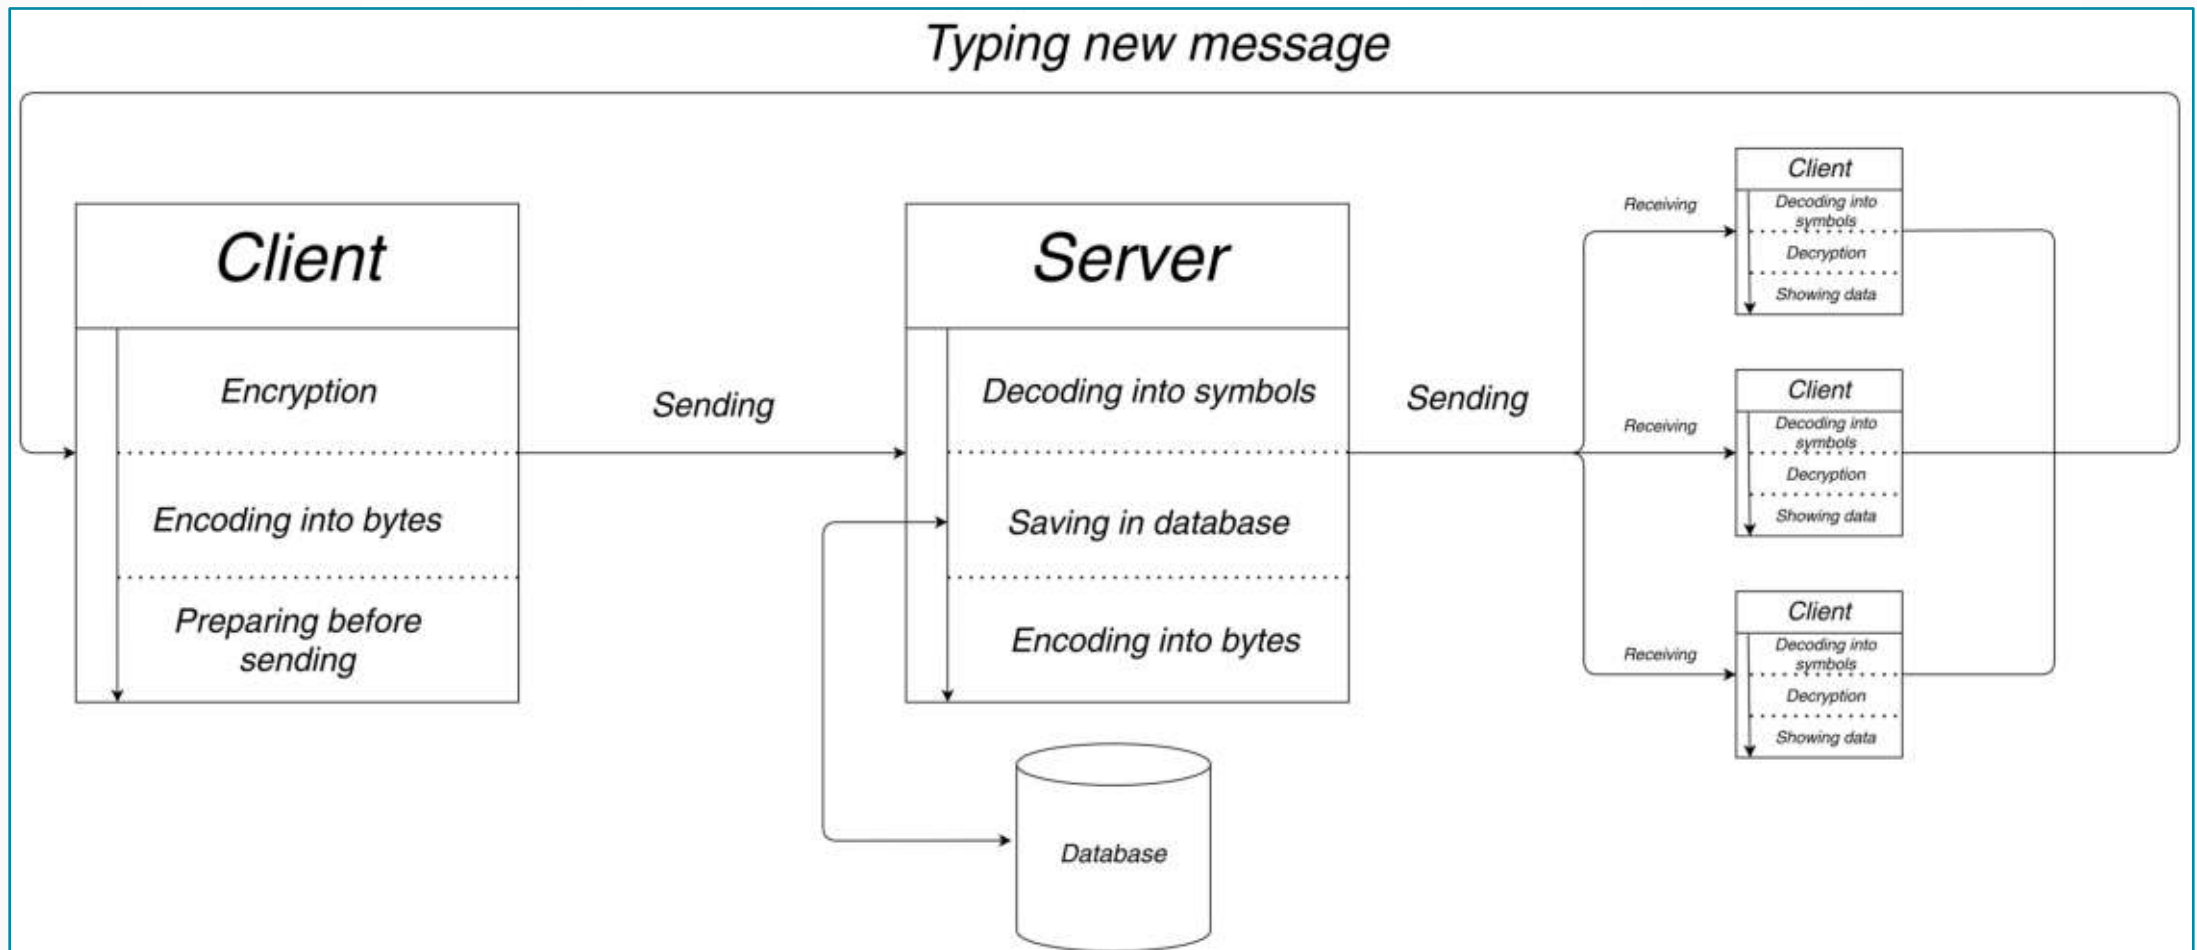 Typing new message
Client
Encryption
Encoding into bytes
Preparing before
sending
Sending
Server
Decoding into symbols
Saving in database
Encoding into bytes
Database
Sending
Receiving
Client
Decoding into
symbols
Decryption
Showing data
Receiving
Client
Decoding into
symbols
Decryption
Showing data
Receiving
Client
Decoding into
symbols
Decryption
Showing data